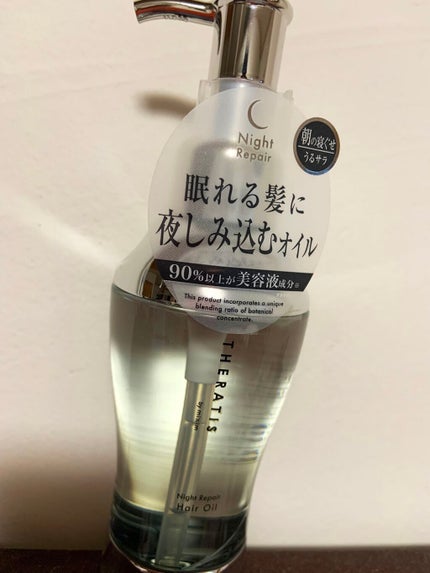 Night
Repair
朝の寝ぐせ
うるサラ
眠れる髪に
夜しみ込むオイル
90%以上が美容液成分※
This product incorporates a unique
blending ratio of botanical
concentrate.
THERATIS
by mixim
Night Repair
Hair Oil